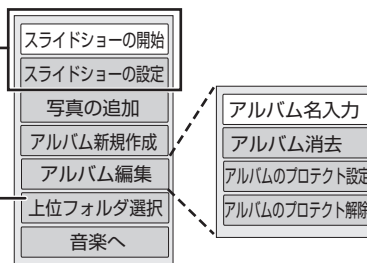 スライドショーの開始
スライドショーの設定
写真の追加
アルバム新規作成
アルバム編集
上位フォルダ選択
音楽へ
アルバム名入力
アルバム消去
アルバムのプロテクト設定
アルバムのプロテクト解除